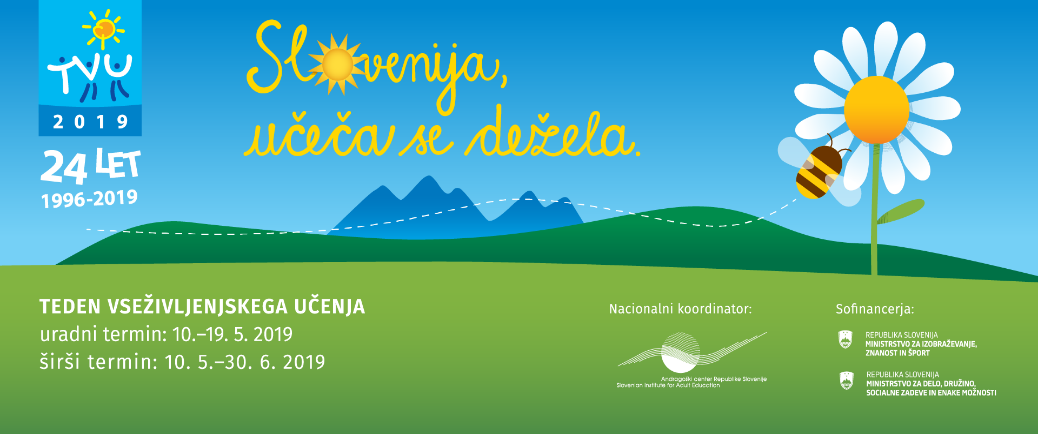 TVU
2019
24 LET
1996-2019
Slovenija,
učeča se dežela.
TEDEN VSEŽIVLJENJSKEGA UČENJA
uradni termin: 10.–19. 5. 2019
širši termin: 10. 5.–30. 6. 2019
Nacionalni koordinator:
Andragoški center Republike Slovenije
Slovenian Institute for Adult Education
Sofinancerja:
REPUBLIKA SLOVENIJA
MINISTRSTVO ZA IZOBRAŽEVANJE,
ZNANOST IN ŠPORT
REPUBLIKA SLOVENIJA
MINISTRSTVO ZA DELO, DRUŽINO,
SOCIALNE ZADEVE IN ENAKE MOŽNOSTI